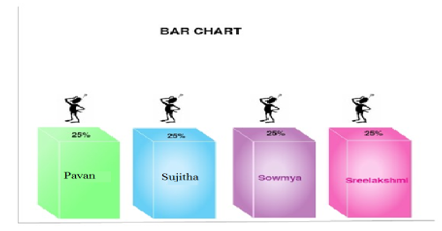 BAR CHART
25% 25% 25% 25%
Pavan Sujitha Sowmya Sreelakshmi